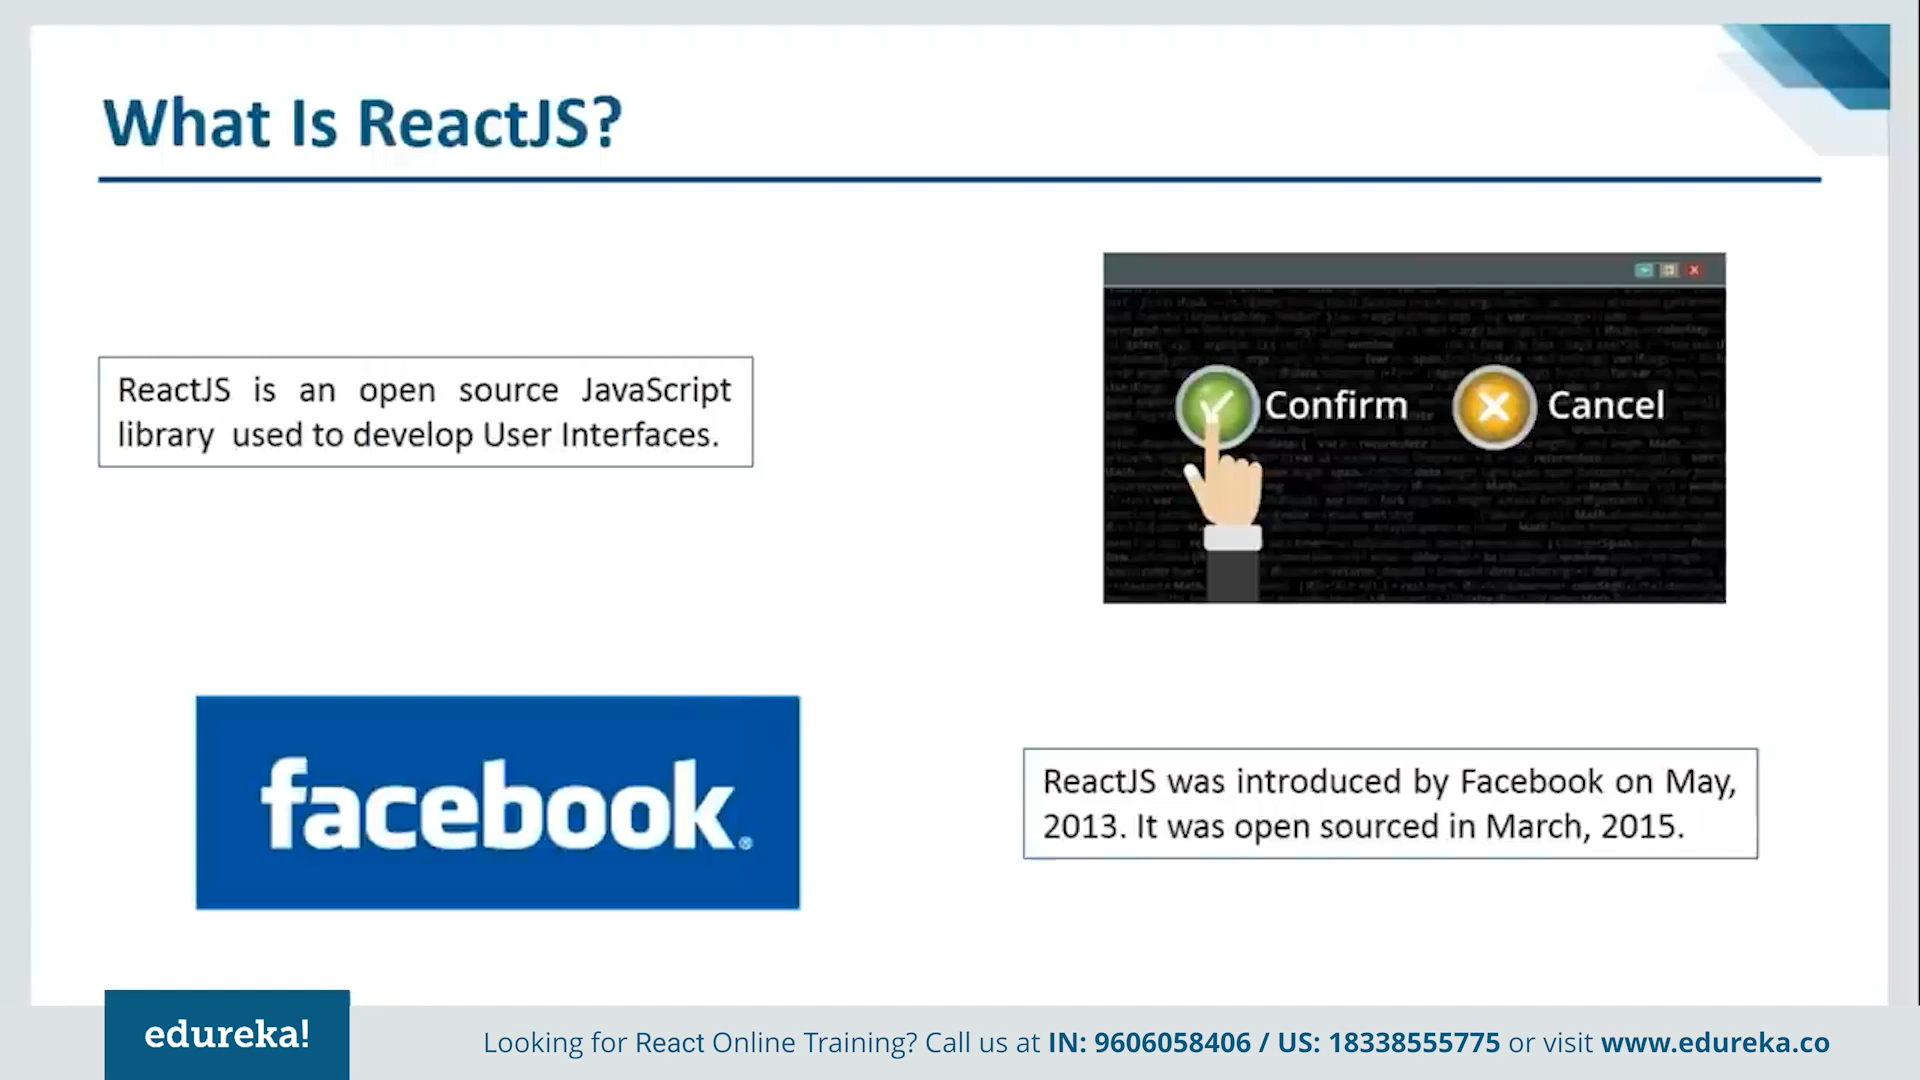 What Is ReactJS?
ReactJS is an open source JavaScript
library used to develop User Interfaces.
Confirm
Cancel
facebook®
ReactJS was introduced by Facebook on May,
2013. It was open sourced in March, 2015.
edureka!
Looking for React Online Training? Call us at IN: 9606058406 / US: 18338555775 or visit www.edureka.co